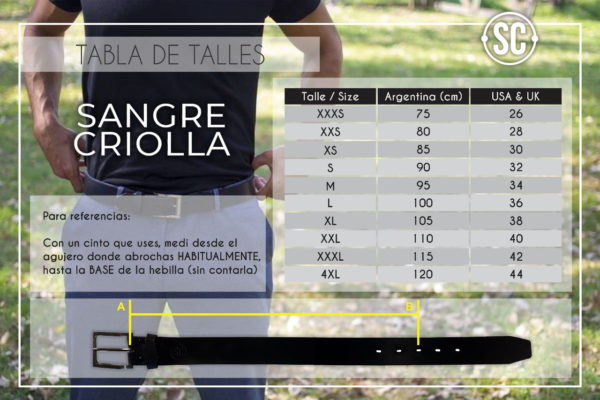 TABLA DE TALLES
SC
SANGRE
CRIOLLA
Talle / Size Argentina (cm) USA & UK
XXXS 75 26
XXS 80 28
XS 85 30
S 90 32
M 95 34
L 100 36
XL 105 38
XXL 110 40
XXXL 115 42
4XL 120 44
Para referencias:
Con un cinto que uses, medi desde el
agujero donde abrochas HABITUALMENTE,
hasta la BASE de la hebilla (sin contarla)
A B